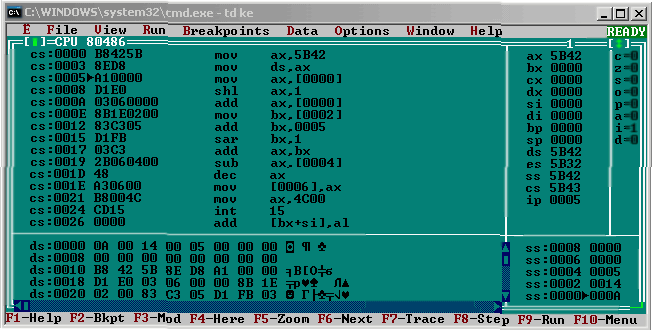 C:\WINDOWS\system32\cmd.exe - td ke
E File View Run Breakpoints Data Options Window Help READY
[■]=CPU 80486 1 [↕]
cs:0000 B8425B mov ax,5B42 ax 5B42 c=0
cs:0003 8ED8 mov ds,ax bx 0000 z=0
cs:0005▶A10000 mov ax,[0000] cx 0000 s=0
cs:0008 D1E0 shl ax,1 dx 0000 o=0
cs:000A 03060000 add ax,[0000] si 0000 p=0
cs:000E 8B1E0200 mov bx,[0002] di 0000 a=0
cs:0012 83C305 add bx,0005 bp 0000 i=1
cs:0015 D1FB sar bx,1 sp 0000 d=0
cs:0017 03C3 add ax,bx ds 5B42
cs:0019 2B060400 sub ax,[0004] es 5B32
cs:001D 48 dec ax ss 5B42
cs:001E A30600 mov [0006],ax cs 5B43
cs:0021 B8004C mov ax,4C00 ip 0005
cs:0024 CD15 int 15
cs:0026 0000 add [bx+si],al
ds:0000 0A 00 14 00 05 00 00 00 ◙ ¶ ♣ ss:0008 0000
ds:0008 00 00 00 00 00 00 00 00 ss:0006 0000
ds:0010 B8 42 5B 8E D8 A1 00 00 ╕B[O╪б ss:0004 0005
ds:0018 D1 E0 03 06 00 00 8B 1E ╤р♥♠ Л▲ ss:0002 0014
ds:0020 02 00 83 C3 05 D1 FB 03 ☻ Г├♣╤√♥ ss:0000▶000A
F1-Help F2-Bkpt F3-Mod F4-Here F5-Zoom F6-Next F7-Trace F8-Step F9-Run F10-Menu